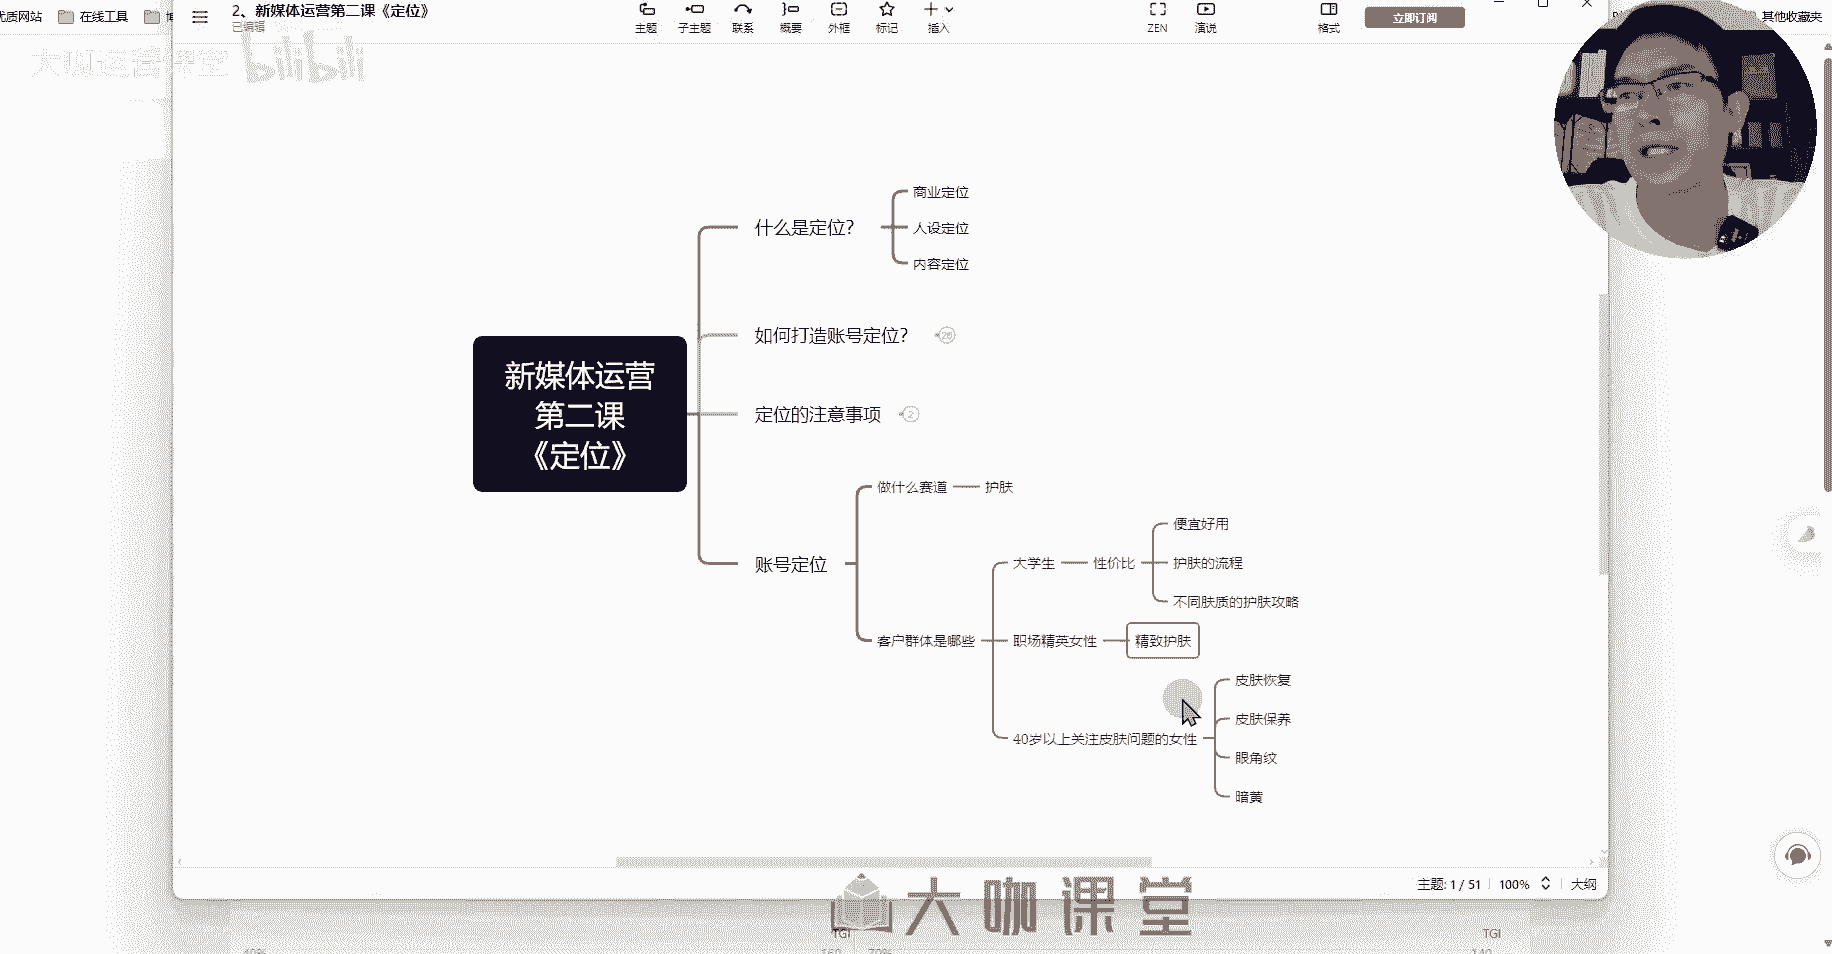 优质网站
在线工具
2、新媒体运营第二课《定位》
已编辑
主题
子主题
联系
概要
外框
标记
插入
ZEN
演说
格式
立即订阅
其他收藏夹
大咖运营课堂
bilibili
什么是定位？
商业定位
人设定位
内容定位
如何打造账号定位？
26
定位的注意事项
2
新媒体运营
第二课
《定位》
账号定位
做什么赛道
护肤
客户群体是哪些
大学生
性价比
便宜好用
护肤的流程
不同肤质的护肤攻略
职场精英女性
精致护肤
40岁以上关注皮肤问题的女性
皮肤恢复
皮肤保养
眼角纹
暗黄
主题: 1 / 51
100%
大纲
大咖课堂
TGI
TGI